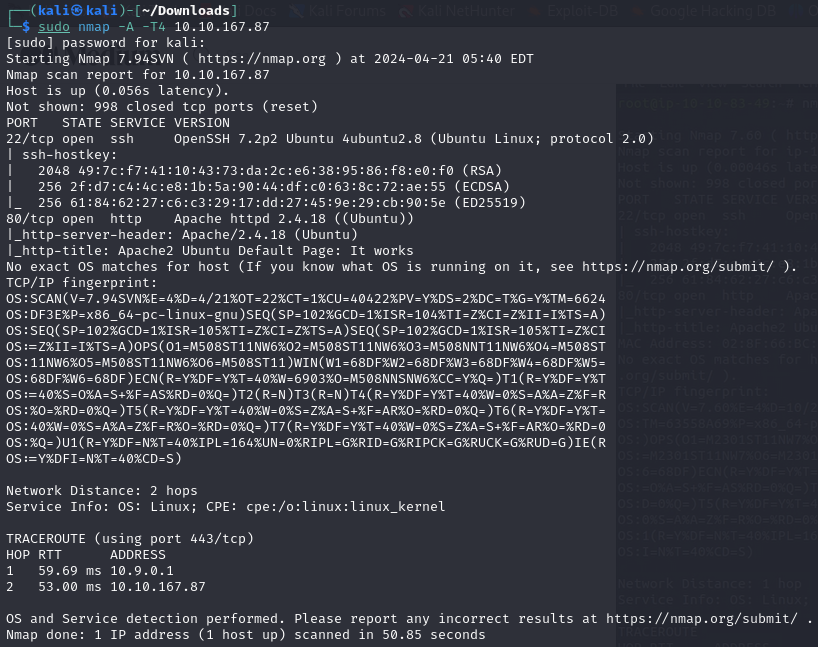 ┌──(kali㉿kali)-[~/Downloads]
└─$ sudo nmap -A -T4 10.10.167.87
[sudo] password for kali:
Starting Nmap 7.94SVN ( https://nmap.org ) at 2024-04-21 05:40 EDT
Nmap scan report for 10.10.167.87
Host is up (0.056s latency).
Not shown: 998 closed tcp ports (reset)
PORT   STATE SERVICE VERSION
22/tcp open  ssh     OpenSSH 7.2p2 Ubuntu 4ubuntu2.8 (Ubuntu Linux; protocol 2.0)
| ssh-hostkey:
|   2048 49:7c:f7:41:10:43:73:da:2c:e6:38:95:86:f8:e0:f0 (RSA)
|   256 2f:d7:c4:4c:e8:1b:5a:90:44:df:c0:63:8c:72:ae:55 (ECDSA)
|_  256 61:84:62:27:c6:c3:29:17:dd:27:45:9e:29:cb:90:5e (ED25519)
80/tcp open  http    Apache httpd 2.4.18 ((Ubuntu))
|_http-server-header: Apache/2.4.18 (Ubuntu)
|_http-title: Apache2 Ubuntu Default Page: It works
No exact OS matches for host (If you know what OS is running on it, see https://nmap.org/submit/ ).
TCP/IP fingerprint:
OS:SCAN(V=7.94SVN%E=4%D=4/21%OT=22%CT=1%CU=40422%PV=Y%DS=2%DC=T%G=Y%TM=6624
OS:DF3E%P=x86_64-pc-linux-gnu)SEQ(SP=102%GCD=1%ISR=104%TI=Z%CI=Z%II=I%TS=A)
OS:SEQ(SP=102%GCD=1%ISR=105%TI=Z%CI=Z%TS=A)SEQ(SP=102%GCD=1%ISR=105%TI=Z%CI
OS:=Z%II=I%TS=A)OPS(O1=M508ST11NW6%O2=M508ST11NW6%O3=M508NNT11NW6%O4=M508ST
OS:11NW6%O5=M508ST11NW6%O6=M508ST11)WIN(W1=68DF%W2=68DF%W3=68DF%W4=68DF%W5=
OS:68DF%W6=68DF)ECN(R=Y%DF=Y%T=40%W=6903%O=M508NNSNW6%CC=Y%Q=)T1(R=Y%DF=Y%T
OS:=40%S=O%A=S+%F=AS%RD=0%Q=)T2(R=N)T3(R=N)T4(R=Y%DF=Y%T=40%W=0%S=A%A=Z%F=R
OS:%O=%RD=0%Q=)T5(R=Y%DF=Y%T=40%W=0%S=Z%A=S+%F=AR%O=%RD=0%Q=)T6(R=Y%DF=Y%T=
OS:40%W=0%S=A%A=Z%F=R%O=%RD=0%Q=)T7(R=Y%DF=Y%T=40%W=0%S=Z%A=S+%F=AR%O=%RD=0
OS:%Q=)U1(R=Y%DF=N%T=40%IPL=164%UN=0%RIPL=G%RID=G%RIPCK=G%RUCK=G%RUD=G)IE(R
OS:=Y%DFI=N%T=40%CD=S)
Network Distance: 2 hops
Service Info: OS: Linux; CPE: cpe:/o:linux:linux_kernel
TRACEROUTE (using port 443/tcp)
HOP RTT      ADDRESS
1   59.69 ms 10.9.0.1
2   53.00 ms 10.10.167.87
OS and Service detection performed. Please report any incorrect results at https://nmap.org/submit/ .
Nmap done: 1 IP address (1 host up) scanned in 50.85 seconds